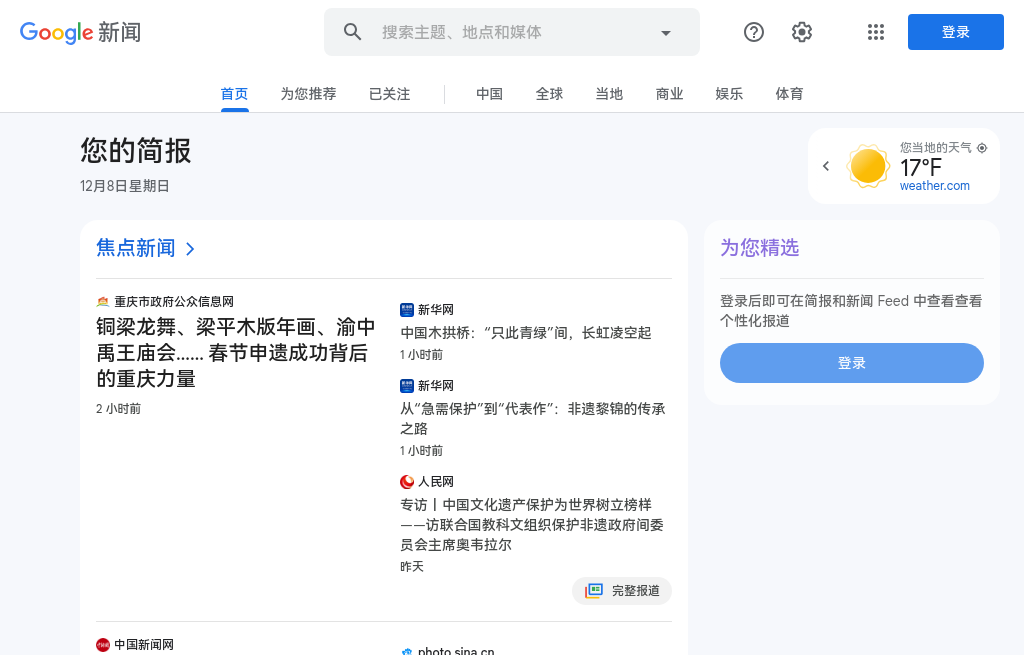 Google 新闻
搜索主题、地点和媒体
登录
首页
为您推荐
已关注
中国
全球
当地
商业
娱乐
体育
您的简报
12月8日星期日
您当地的天气
17°F
weather.com
焦点新闻
重庆市政府公众信息网
铜梁龙舞、梁平木版年画、渝中
禹王庙会…… 春节申遗成功背后
的重庆力量
2 小时前
新华网
中国木拱桥：“只此青绿”间，长虹凌空起
1 小时前
新华网
从“急需保护”到“代表作”：非遗黎锦的传承
之路
1 小时前
人民网
专访丨中国文化遗产保护为世界树立榜样
——访联合国教科文组织保护非遗政府间委
员会主席奥韦拉尔
昨天
完整报道
为您精选
登录后即可在简报和新闻 Feed 中查看查看
个性化报道
登录
中国新闻网
photo.sina.cn